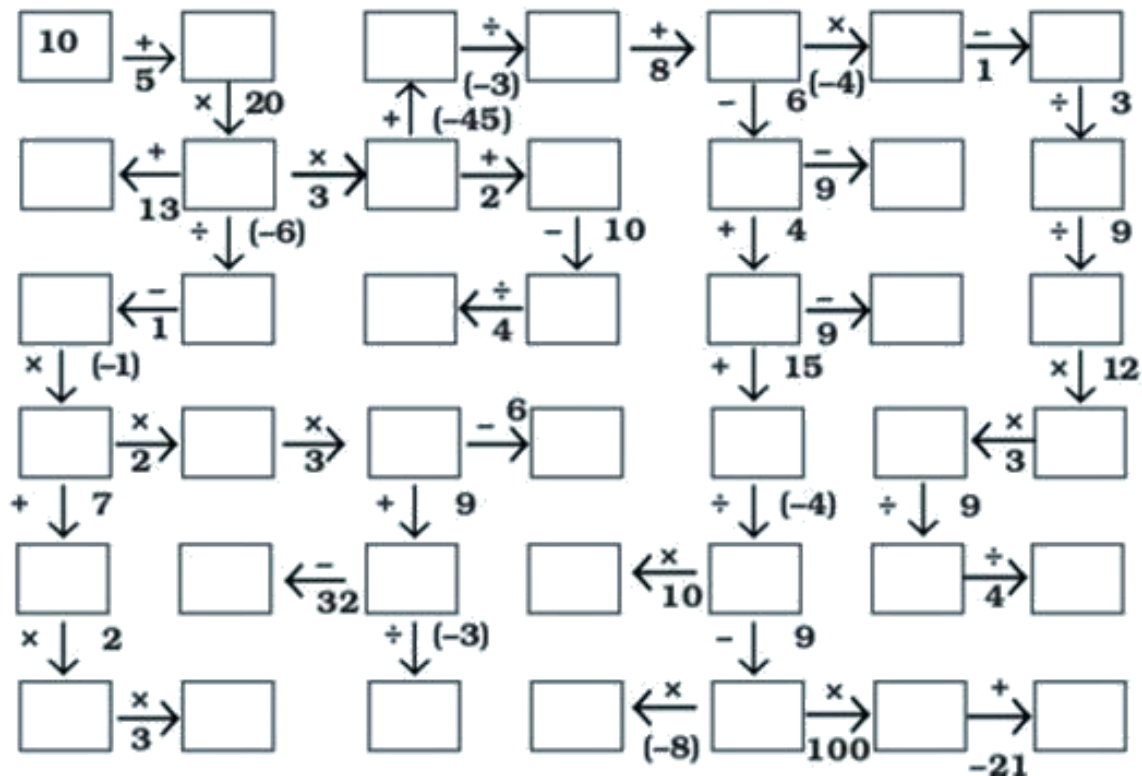 10 + 5 ÷ (–3) + 8 × (–4) – 1
× 20 + (–45) – 6 ÷ 3
+ 13 × 3 + 2 – 9
÷ (–6) – 10 + 4 ÷ 9
– 1 ÷ 4 – 9
× (–1) + 15 × 12
× 2 × 3 – 6 × 3
+ 7 + 9 ÷ (–4) ÷ 9
– 32 × 10 ÷ 4
× 2 ÷ (–3) – 9
× 3 × (–8) × 100 + –21